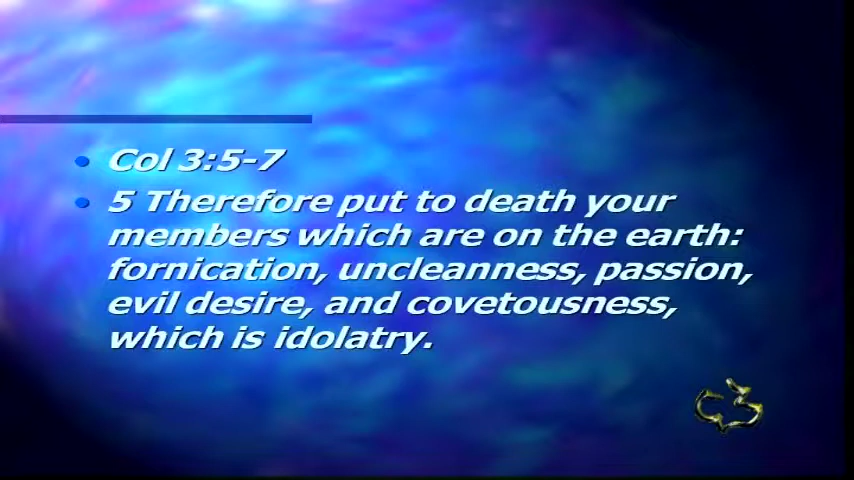 Col 3:5-7
5 Therefore put to death your
members which are on the earth:
fornication, uncleanness, passion,
evil desire, and covetousness,
which is idolatry.
C3